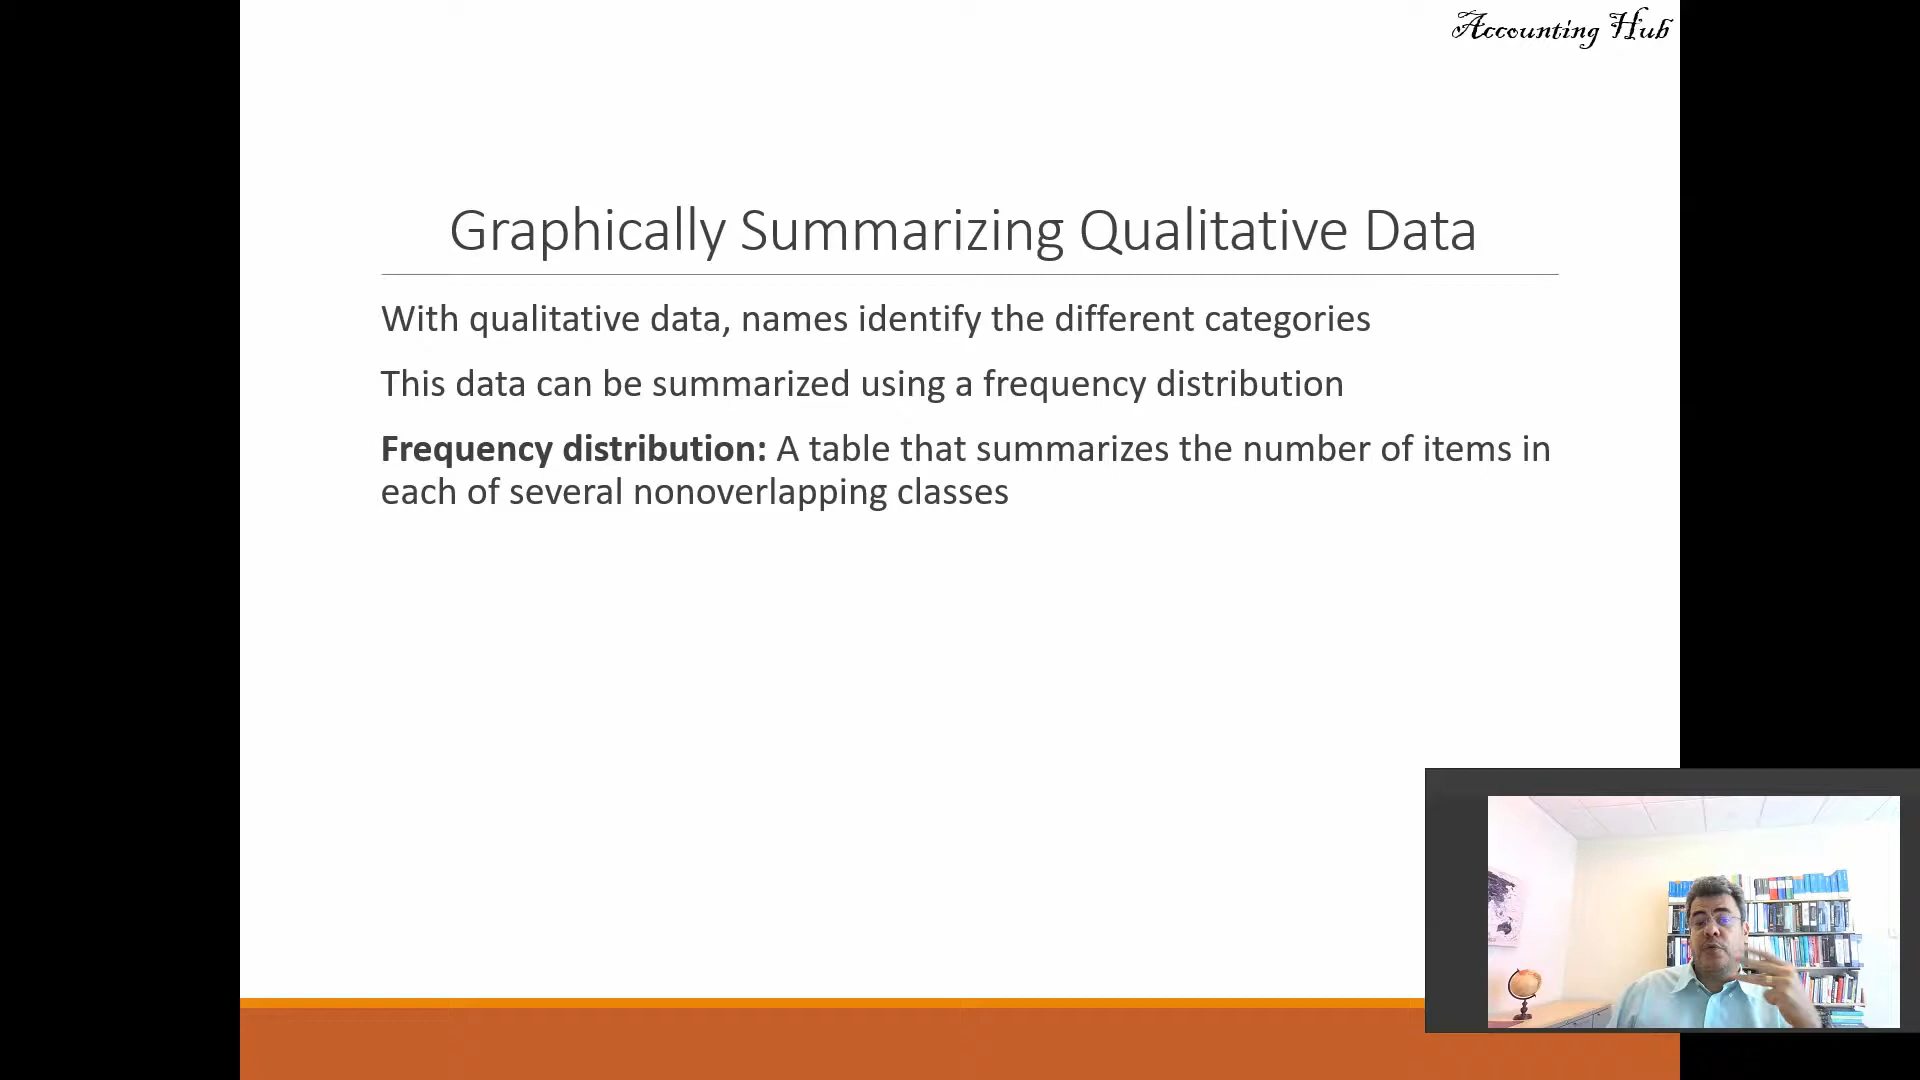 Accounting Hub
Graphically Summarizing Qualitative Data
With qualitative data, names identify the different categories
This data can be summarized using a frequency distribution
Frequency distribution: A table that summarizes the number of items in
each of several nonoverlapping classes